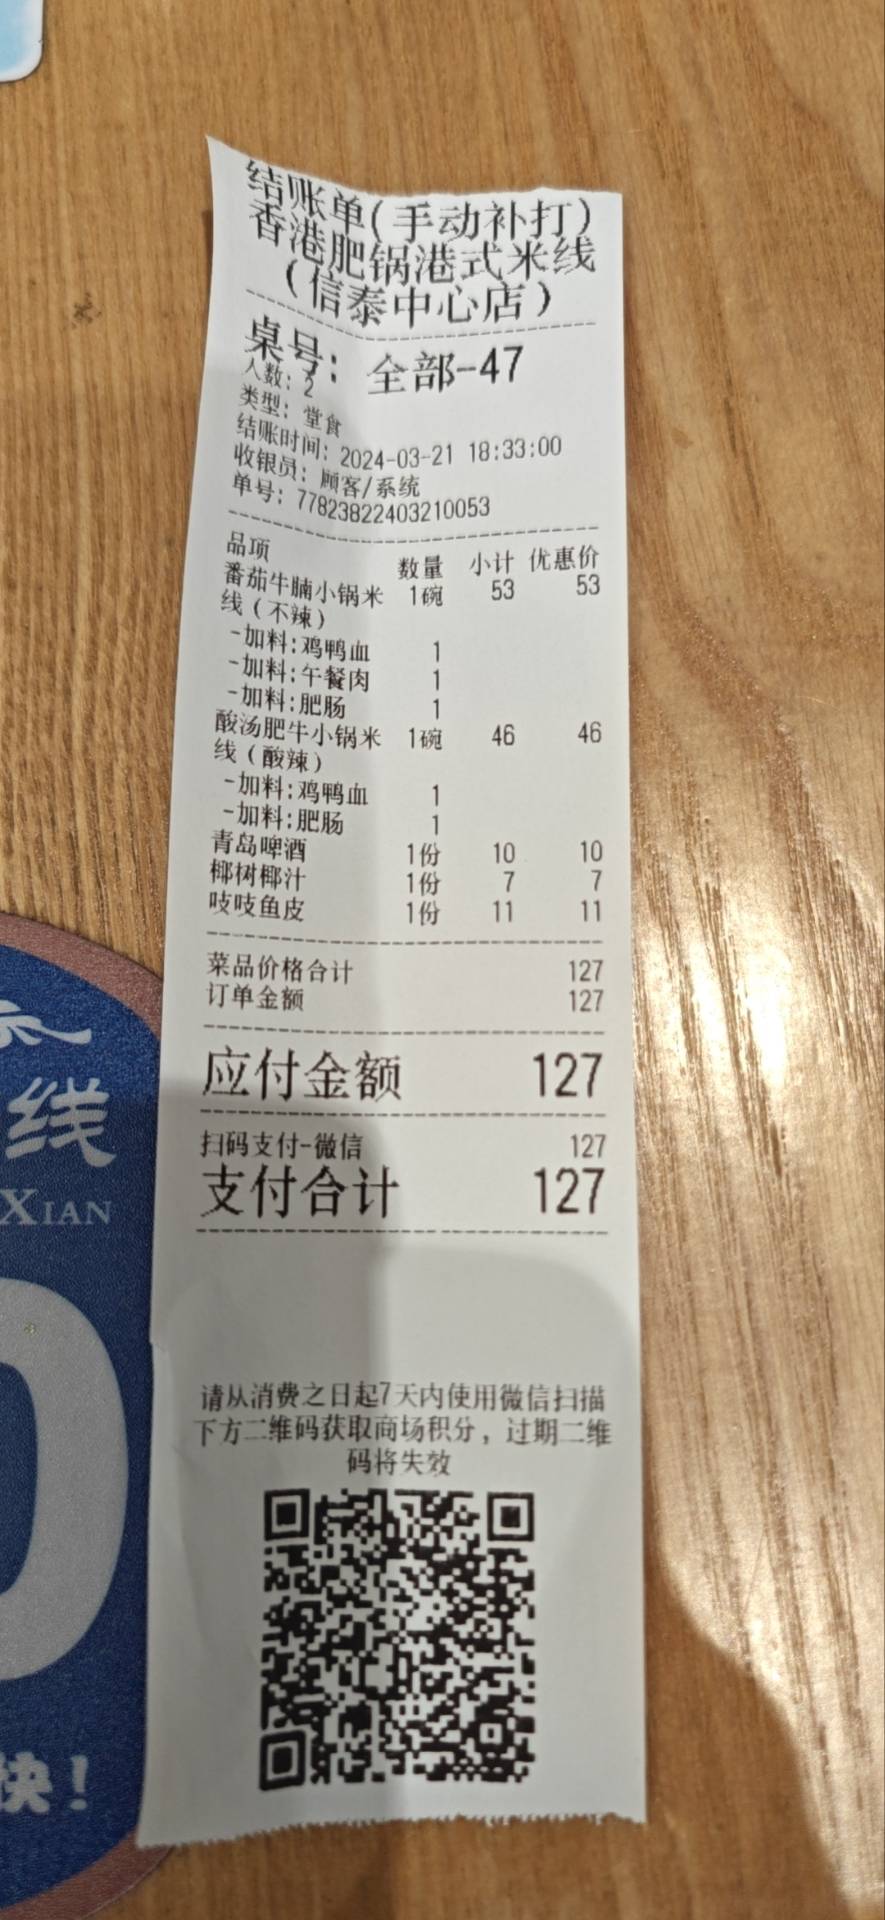 结账单(手动补打)
香港肥锅港式米线
(信泰中心店)
桌号: 全部-47
人数: 2
类型: 堂食
结账时间: 2024-03-21 18:33:00
收银员: 顾客/系统
单号: 77823822403210053
品项 数量 小计 优惠价
番茄牛腩小锅米 1碗 53 53
线(不辣)
-加料:鸡鸭血 1
-加料:午餐肉 1
-加料:肥肠 1
酸汤肥牛小锅米 1碗 46 46
线(酸辣)
-加料:鸡鸭血 1
-加料:肥肠 1
青岛啤酒 1份 10 10
椰树椰汁 1份 7 7
吱吱鱼皮 1份 11 11
菜品价格合计 127
订单金额 127
应付金额 127
扫码支付-微信 127
支付合计 127
请从消费之日起7天内使用微信扫描
下方二维码获取商场积分, 过期二维
码将失效
线
XIAN
0
快!